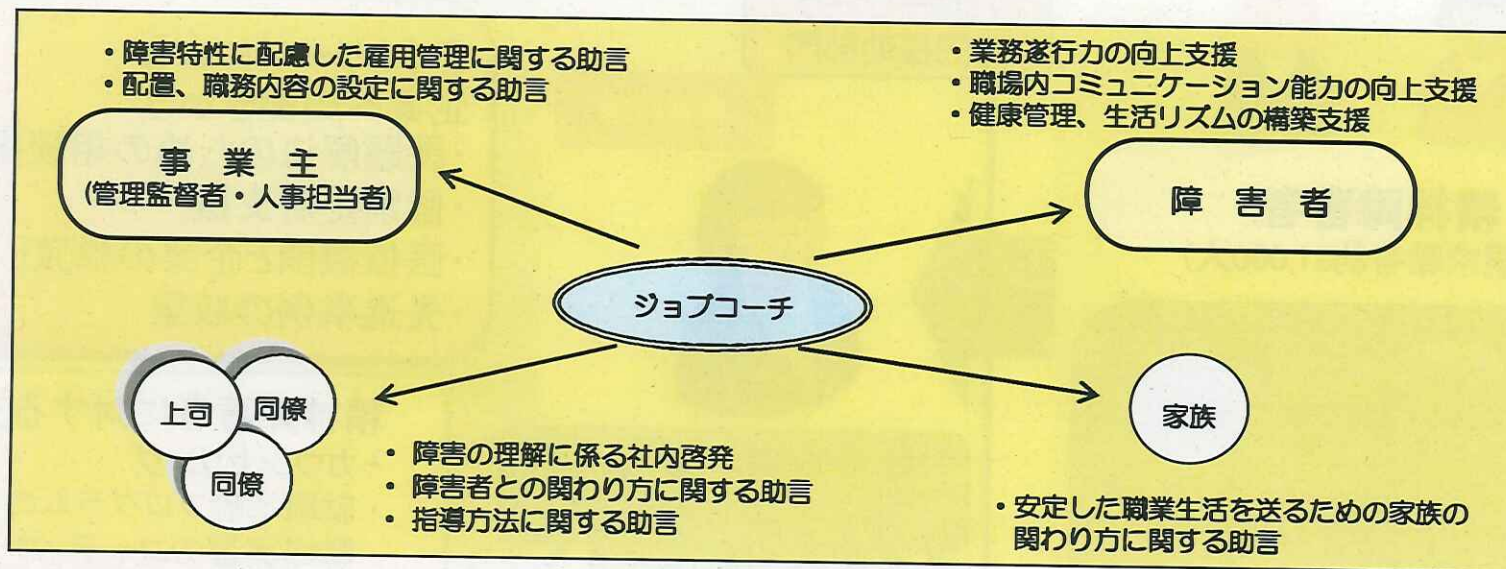 ・障害特性に配慮した雇用管理に関する助言
・配置、職務内容の設定に関する助言
事業主
(管理監督者・人事担当者)
・業務遂行力の向上支援
・職場内コミュニケーション能力の向上支援
・健康管理、生活リズムの構築支援
障害者
ジョブコーチ
上司
同僚
同僚
・障害の理解に係る社内啓発
・障害者との関わり方に関する助言
・指導方法に関する助言
家族
・安定した職業生活を送るための家族の
関わり方に関する助言